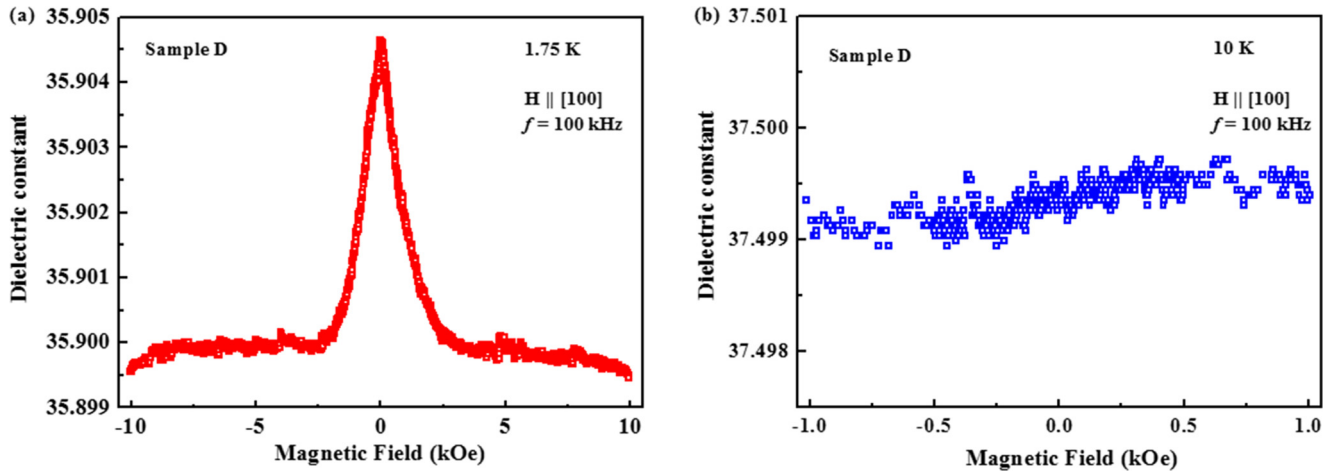 (a)
35.905
35.904
35.903
35.902
35.901
35.900
35.899
Dielectric constant
Sample D
1.75 K
H || [100]
f = 100 kHz
-10
-5
0
5
10
Magnetic Field (kOe)
(b)
37.501
37.500
37.499
37.498
Dielectric constant
Sample D
10 K
H || [100]
f = 100 kHz
-1.0
-0.5
0.0
0.5
1.0
Magnetic Field (kOe)